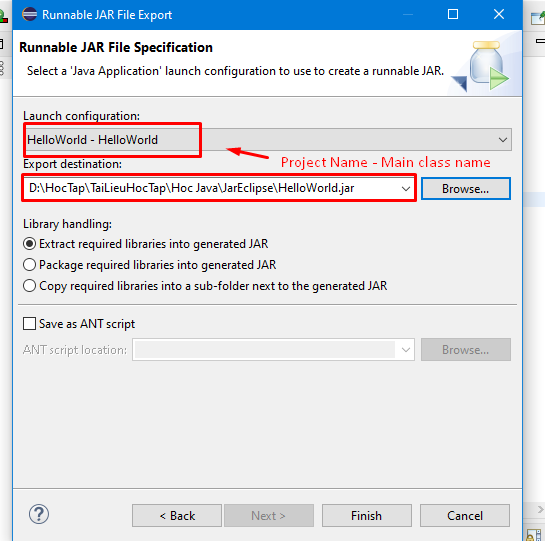 Runnable JAR File Export
Runnable JAR File Specification
Select a 'Java Application' launch configuration to use to create a runnable JAR.
Launch configuration:
HelloWorld - HelloWorld
Project Name - Main class name
Export destination:
D:\HocTap\TaiLieuHocTap\Hoc Java\JarEclipse\HelloWorld.jar
Browse...
Library handling:
Extract required libraries into generated JAR
Package required libraries into generated JAR
Copy required libraries into a sub-folder next to the generated JAR
Save as ANT script
ANT script location:
Browse...
?
< Back
Next >
Finish
Cancel